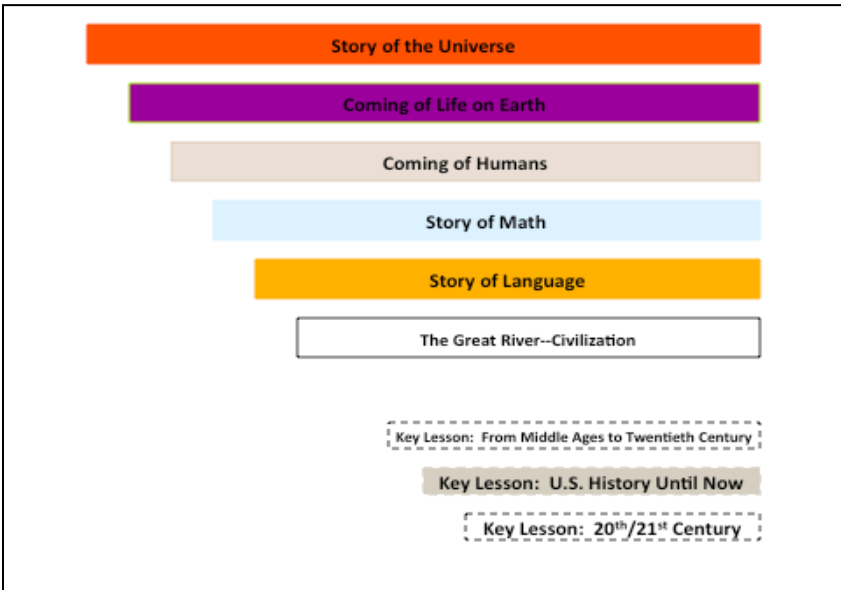 Story of the Universe
Coming of Life on Earth
Coming of Humans
Story of Math
Story of Language
The Great River--Civilization
Key Lesson: From Middle Ages to Twentieth Century
Key Lesson: U.S. History Until Now
Key Lesson: 20th/21st Century